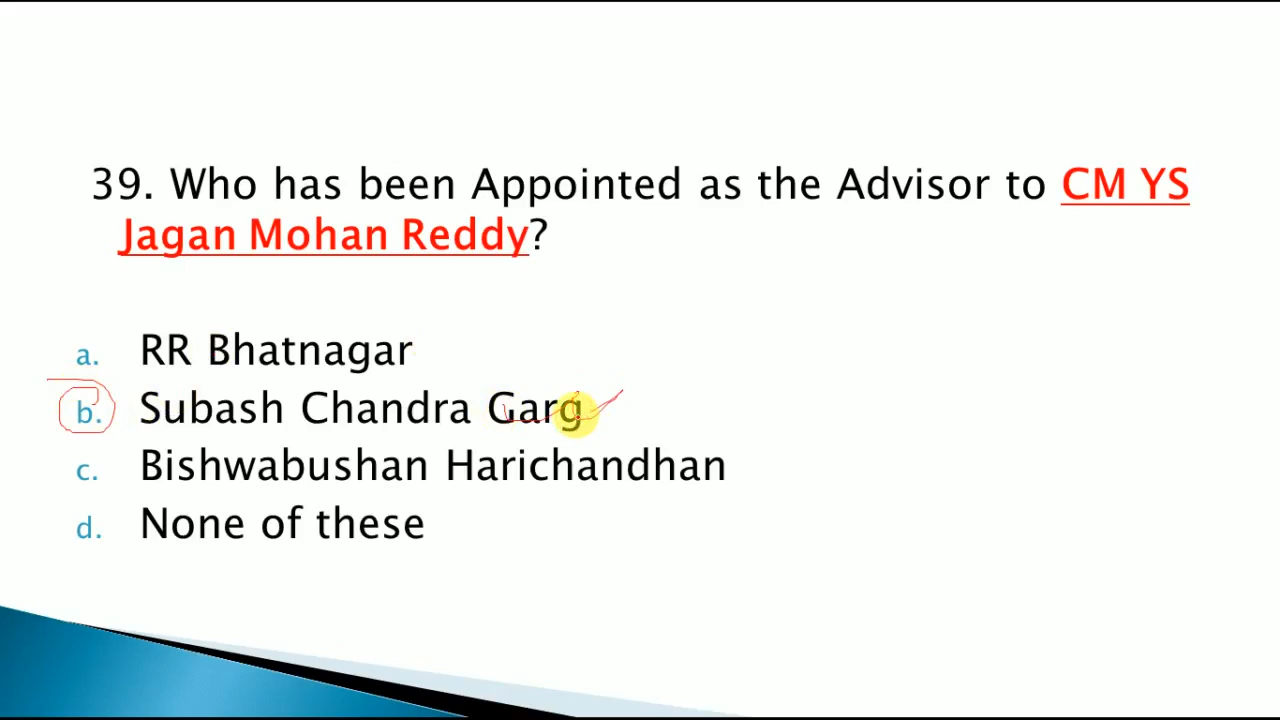 39. Who has been Appointed as the Advisor to CM YS
Jagan Mohan Reddy?
a. RR Bhatnagar
b. Subash Chandra Garg
c. Bishwabushan Harichandhan
d. None of these